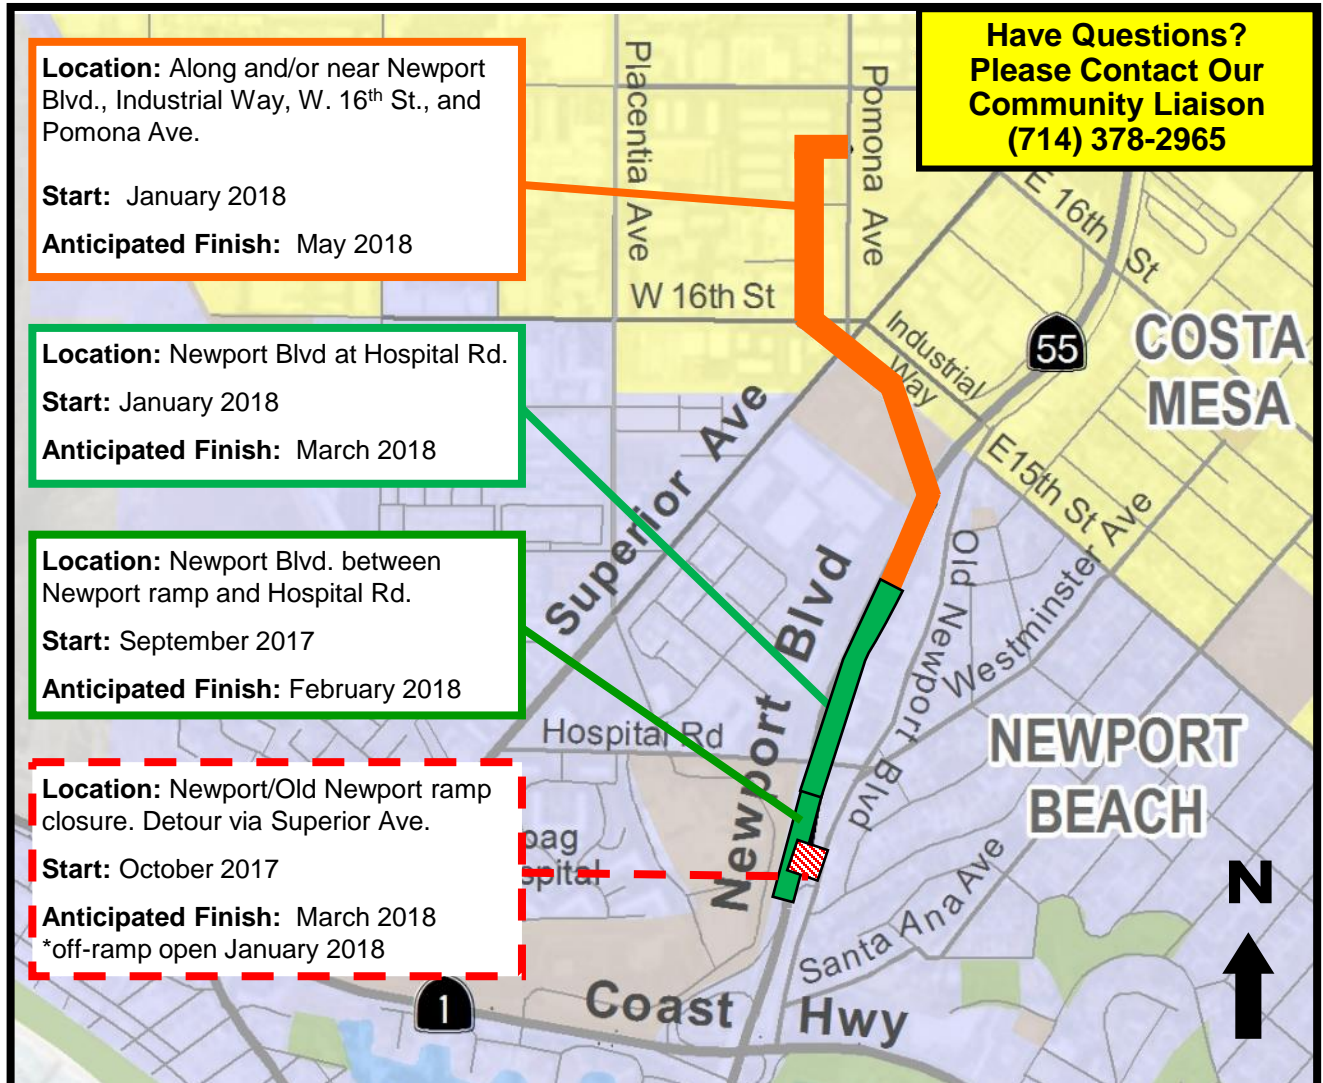 Location: Along and/or near Newport
Blvd., Industrial Way, W. 16th St., and
Pomona Ave.
Start: January 2018
Anticipated Finish: May 2018
Location: Newport Blvd at Hospital Rd.
Start: January 2018
Anticipated Finish: March 2018
Location: Newport Blvd. between
Newport ramp and Hospital Rd.
Start: September 2017
Anticipated Finish: February 2018
Location: Newport/Old Newport ramp
closure. Detour via Superior Ave.
Start: October 2017
Anticipated Finish: March 2018
*off-ramp open January 2018
Have Questions?
Please Contact Our
Community Liaison
(714) 378-2965
Placentia Ave
Pomona Ave
E 16th St
W 16th St
Industrial
Way
55
COSTA
MESA
E 15th St
Superior Ave
Newport Blvd
Old Newport Blvd
Westminster Ave
Hospital Rd
NEWPORT
BEACH
oag
spital
Santa Ana Ave
N
1
Coast Hwy